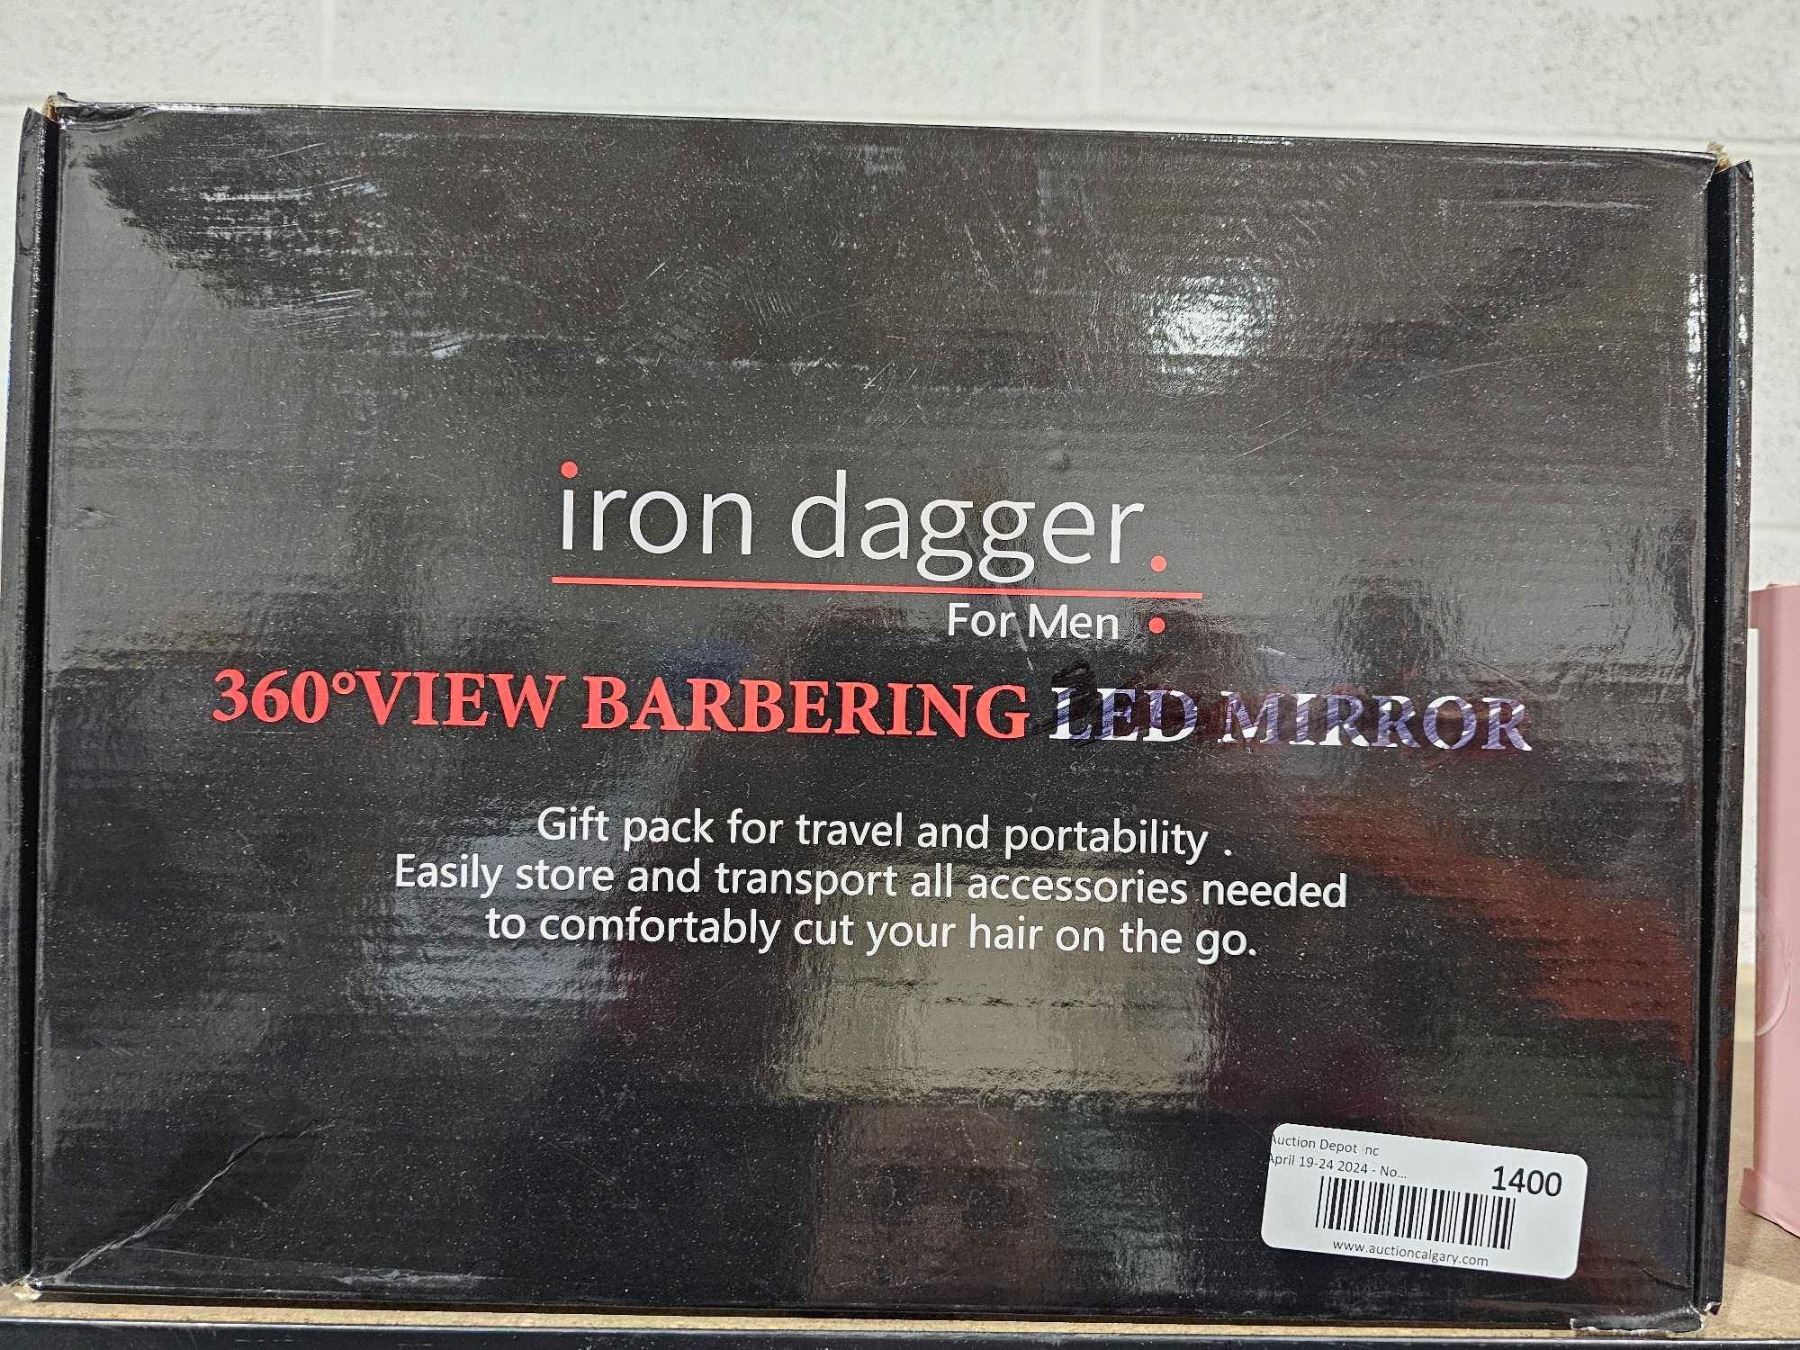 iron dagger.
For Men
360°VIEW BARBERING LED MIRROR
Gift pack for travel and portability .
Easily store and transport all accessories needed
to comfortably cut your hair on the go.
Auction Depot Inc
April 19-24 2024 - No...
1400
www.auctioncalgary.com